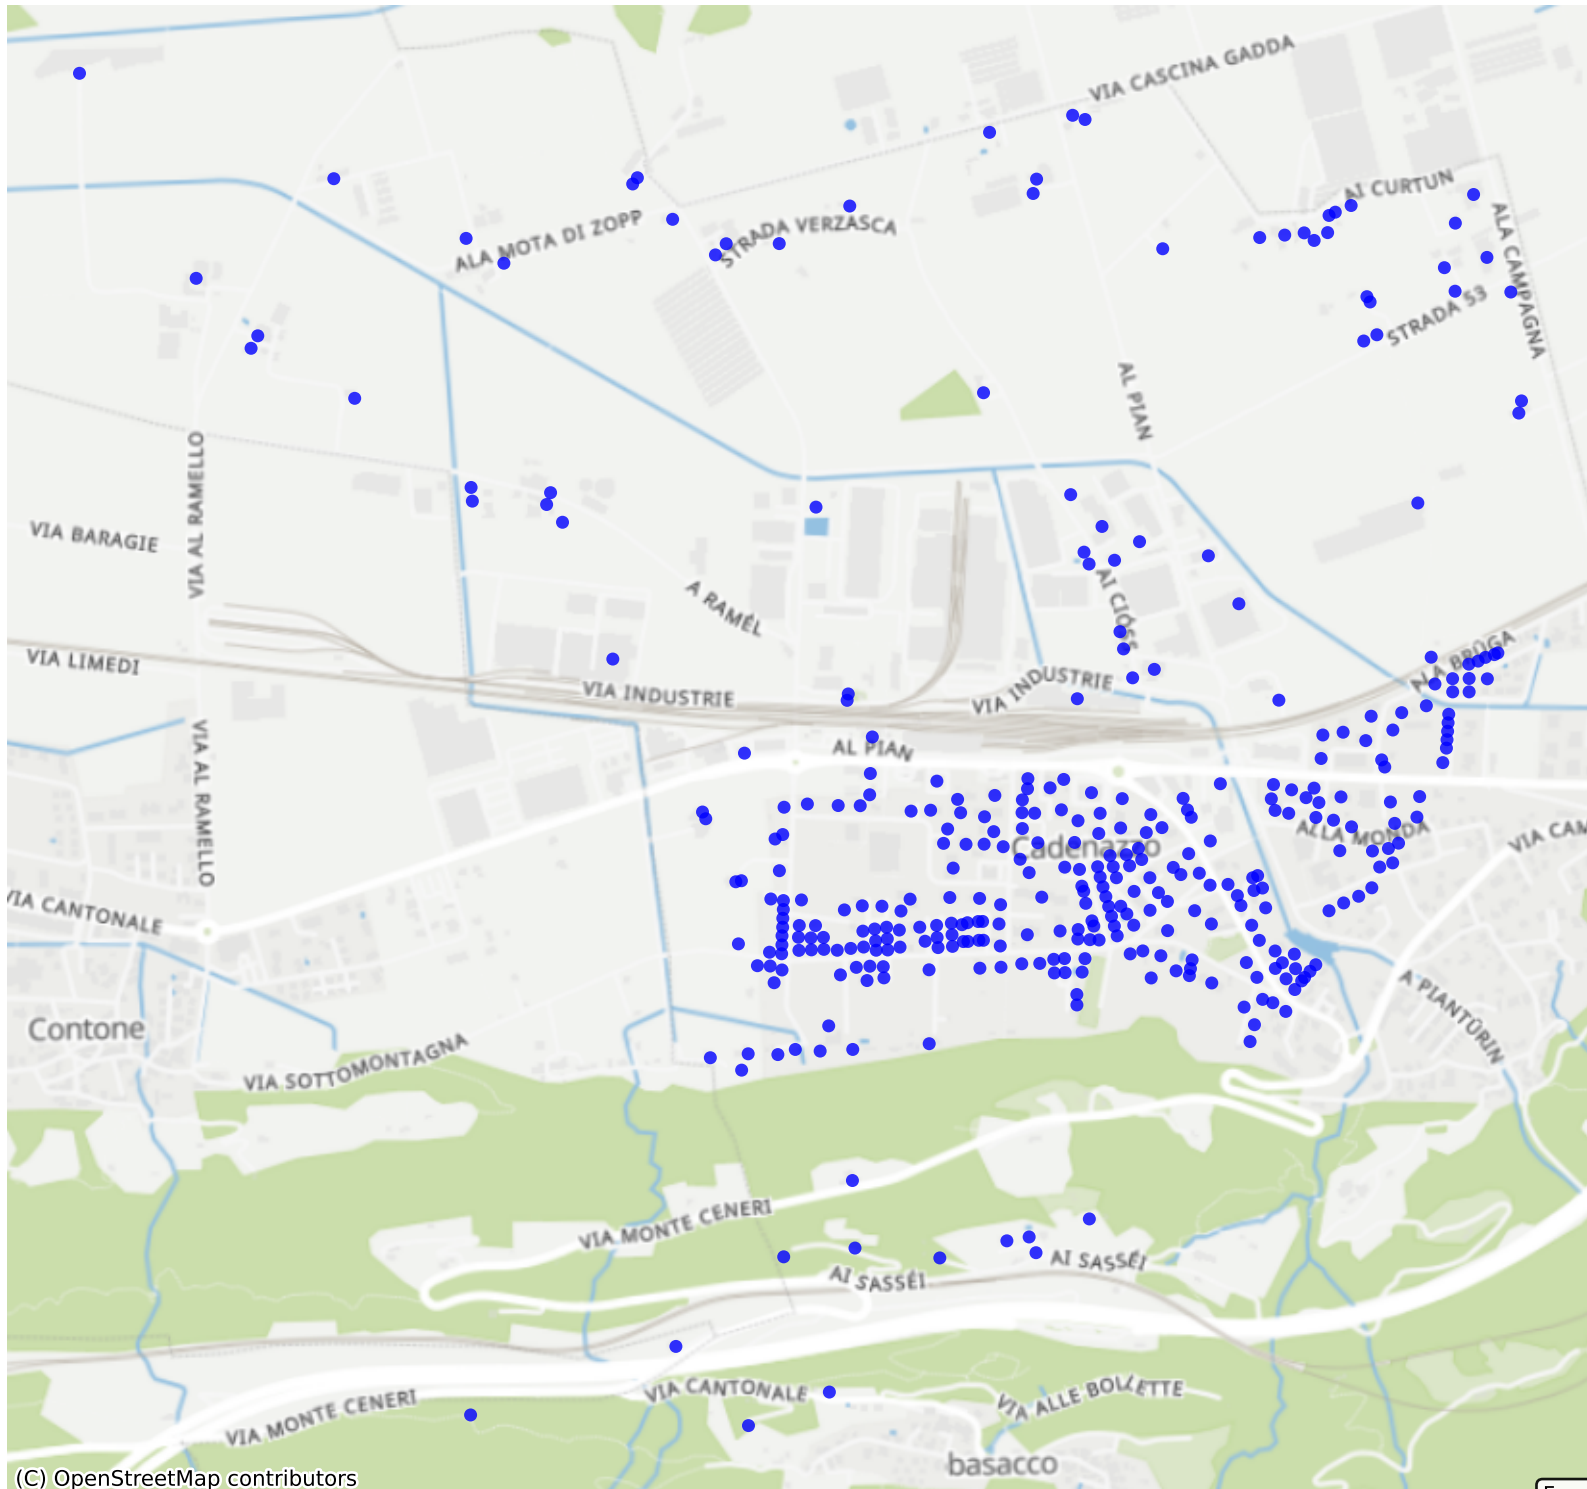 VIA CASCINA GADDA
AI CURTUN
ALA MOTA DI ZOPP
STRADA VERZASCA
ALA CAMPAGNA
STRADA 53
AL PIAN
VIA AL RAMELLO
VIA BARAGIE
A RAMÉL
AI CIÒSS
VIA LIMEDI
VIA INDUSTRIE
VIA INDUSTRIE
N.A BRÜGA
AL PIAN
VIA AL RAMELLO
Cadenazzo
ALLA MONDA
VIA CAM
VIA CANTONALE
Contone
A PIANTÜRIN
VIA SOTTOMONTAGNA
VIA MONTE CENERI
AI SASSÉI
AI SASSÉI
VIA CANTONALE
VIA ALLE BOLLETTE
VIA MONTE CENERI
basacco
(C) OpenStreetMap contributors